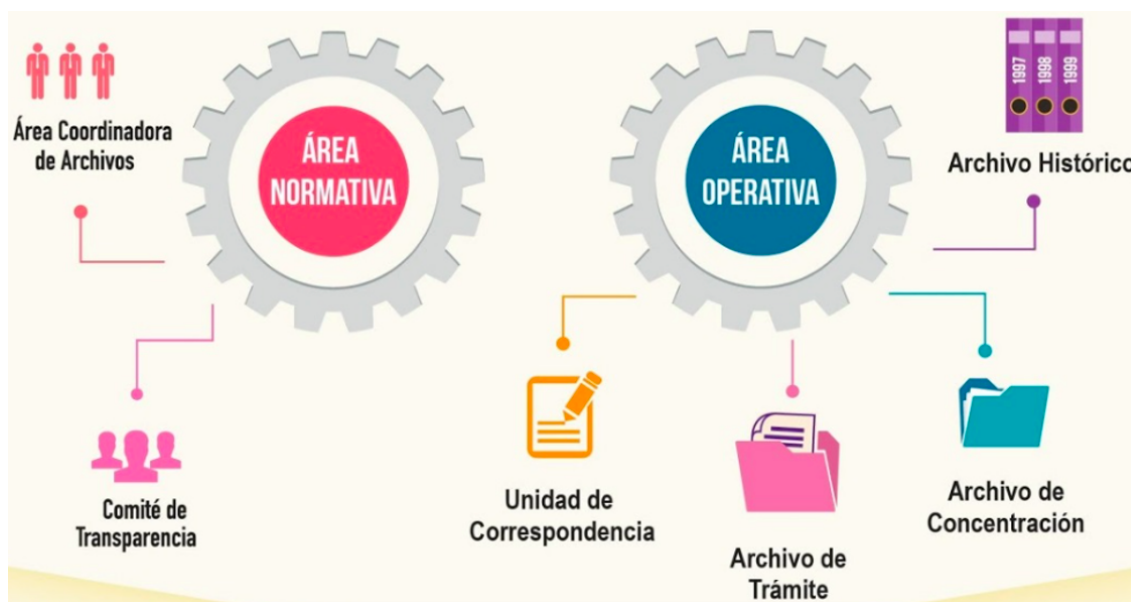 Área Coordinadora
de Archivos
ÁREA
NORMATIVA
Comité de
Transparencia
ÁREA
OPERATIVA
1997
1998
1999
Archivo Histórico
Unidad de
Correspondencia
Archivo de
Trámite
Archivo de
Concentración